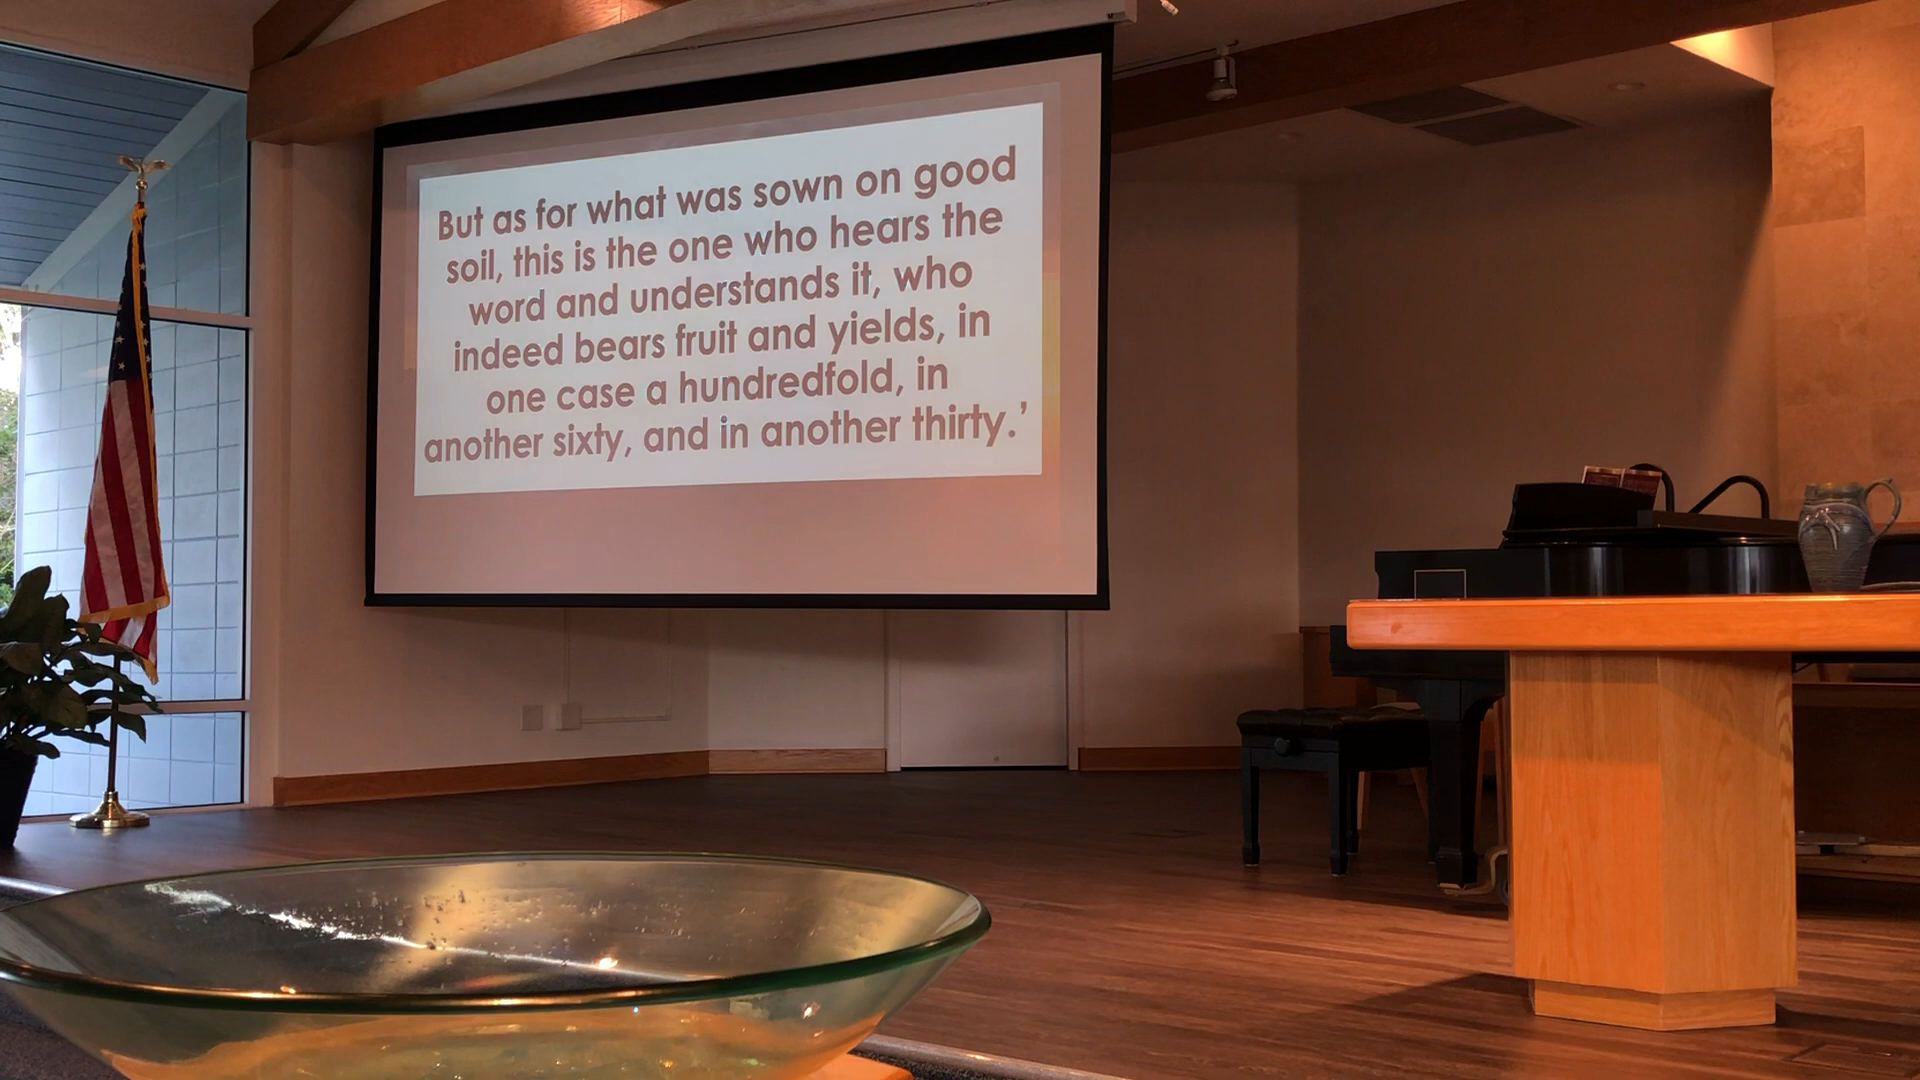 But as for what was sown on good
soil, this is the one who hears the
word and understands it, who
indeed bears fruit and yields, in
one case a hundredfold, in
another sixty, and in another thirty.’